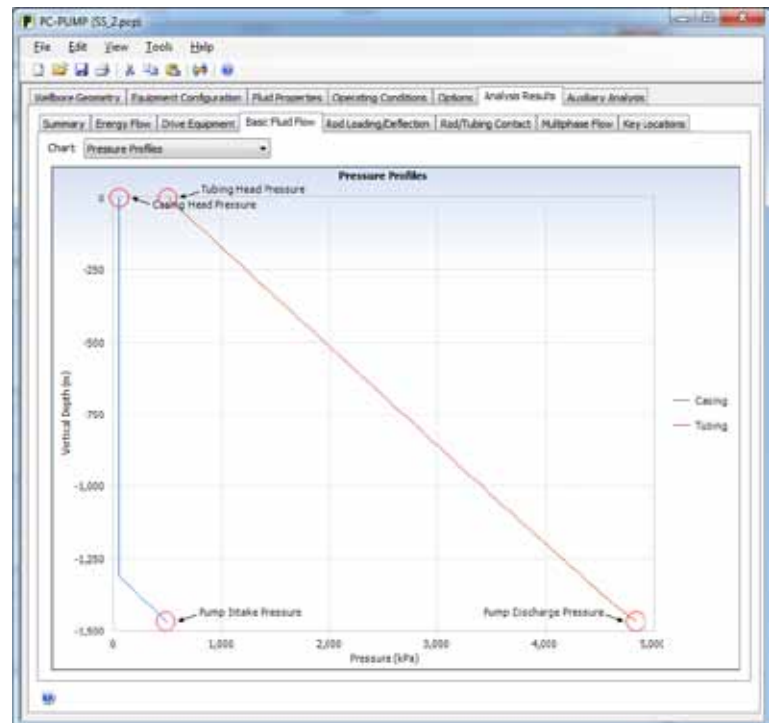 PC-PUMP [SS_2.pcp]
File Edit View Tools Help
Wellbore Geometry Equipment Configuration Fluid Properties Operating Conditions Options Analysis Results Auxiliary Analysis
Summary Energy Flow Drive Equipment Basic Fluid Flow Rod Loading/Deflection Rod/Tubing Contact Multiphase Flow Key Locations
Chart Pressure Profiles
Pressure Profiles
Tubing Head Pressure
0
Casing Head Pressure
-250
-500
-750
-1,000
-1,250
-1,500
Vertical Depth (m)
Casing
Tubing
Pump Intake Pressure
Pump Discharge Pressure
0 1,000 2,000 3,000 4,000 5,000
Pressure (kPa)